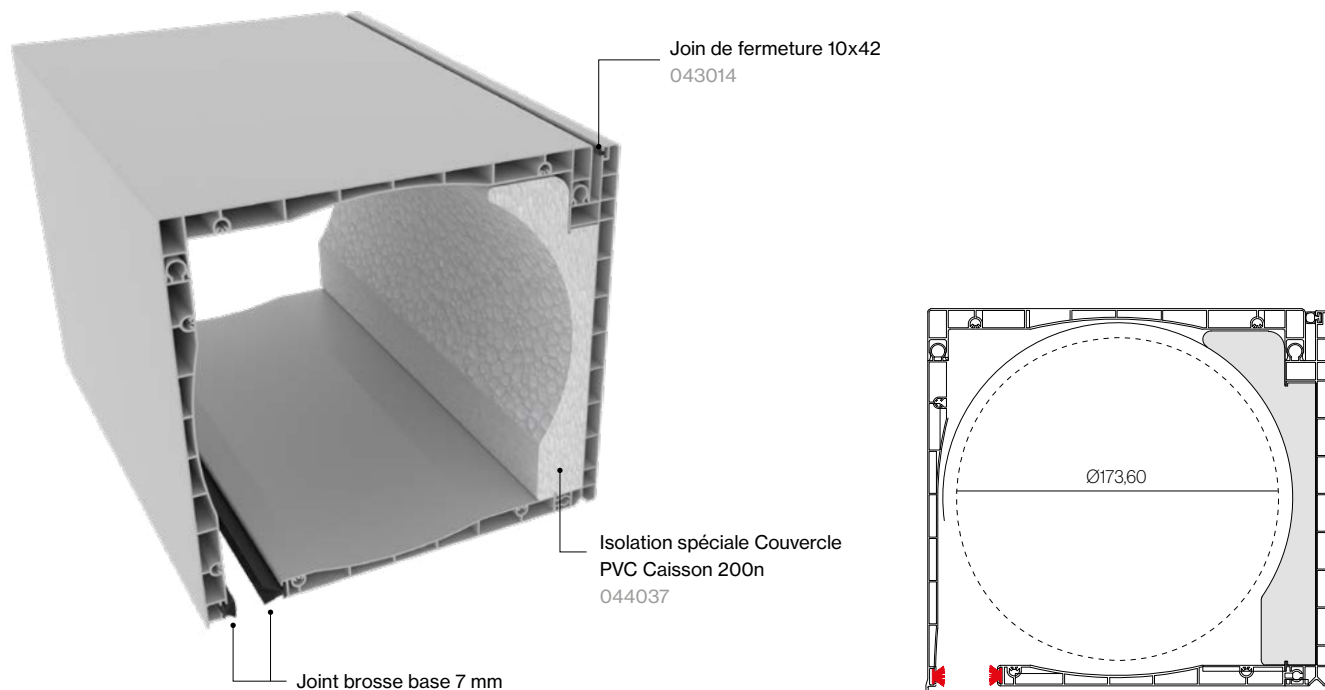 Join de fermeture 10x42
043014
Isolation spéciale Couvercle
PVC Caisson 200n
044037
Joint brosse base 7 mm
Ø173,60